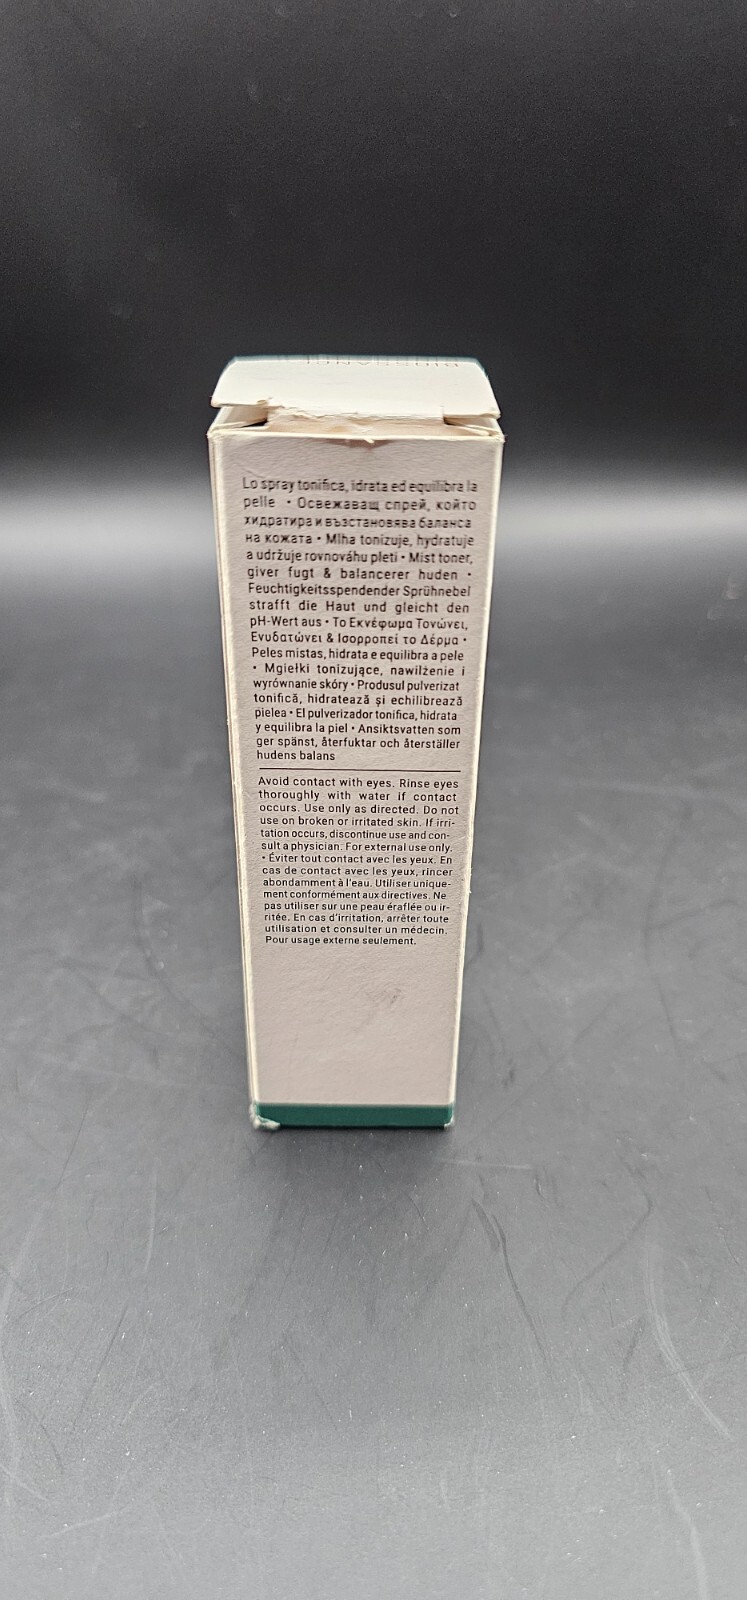 Lo spray tonifica, idrata ed equilibra la
pelle • Освежаващ спрей, който
хидратира и възстановява баланса
на кожата • Mlha tonizuje, hydratuje
a udržuje rovnováhu pleti • Mist toner,
giver fugt & balancerer huden •
Feuchtigkeitsspendender Sprühnebel
strafft die Haut und gleicht den
pH-Wert aus • Το Εκνέφωμα Τονώνει,
Ενυδατώνει & Ισορροπεί το Δέρμα •
Peles mistas, hidrata e equilibra a pele
• Mgiełki tonizujące, nawilżenie i
wyrównanie skóry • Produsul pulverizat
tonifică, hidratează și echilibrează
pielea • El pulverizador tonifica, hidrata
y equilibra la piel • Ansiktsvatten som
ger spänst, återfuktar och återställer
hudens balans
Avoid contact with eyes. Rinse eyes
thoroughly with water if contact
occurs. Use only as directed. Do not
use on broken or irritated skin. If irri-
tation occurs, discontinue use and con-
sult a physician. For external use only.
• Éviter tout contact avec les yeux. En
cas de contact avec les yeux, rincer
abondamment à l'eau. Utiliser unique-
ment conformément aux directives. Ne
pas utiliser sur une peau éraflée ou ir-
ritée. En cas d'irritation, arrêter toute
utilisation et consulter un médecin.
Pour usage externe seulement.